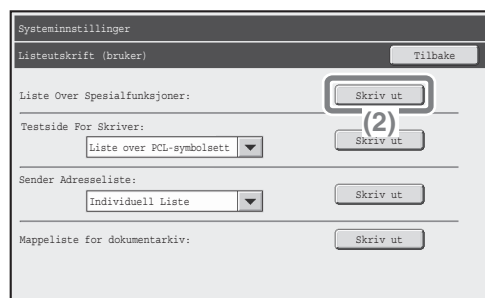 Systeminnstillinger
Listeutskrift (bruker)
Tilbake
Liste Over Spesialfunksjoner:
Skriv ut
(2)
Testside For Skriver:
Liste over PCL-symbolsett
Skriv ut
Sender Adresseliste:
Individuell Liste
Skriv ut
Mappeliste for dokumentarkiv:
Skriv ut